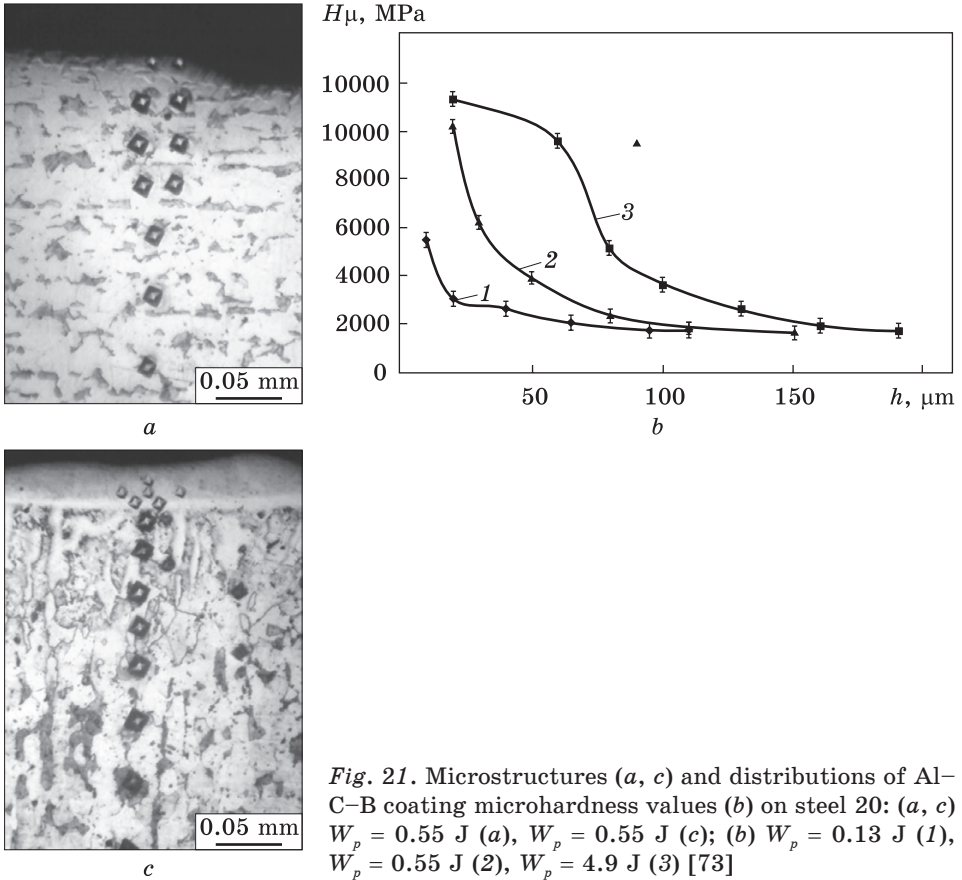 Hμ, MPa
10000
10000
8000
6000
4000
2000
0
1
2
3
50
100
150
h, μm
0.05 mm
a
b
0.05 mm
c
Fig. 21. Microstructures (a, c) and distributions of Al–
C–B coating microhardness values (b) on steel 20: (a, c)
Wp = 0.55 J (a), Wp = 0.55 J (c); (b) Wp = 0.13 J (1),
Wp = 0.55 J (2), Wp = 4.9 J (3) [73]